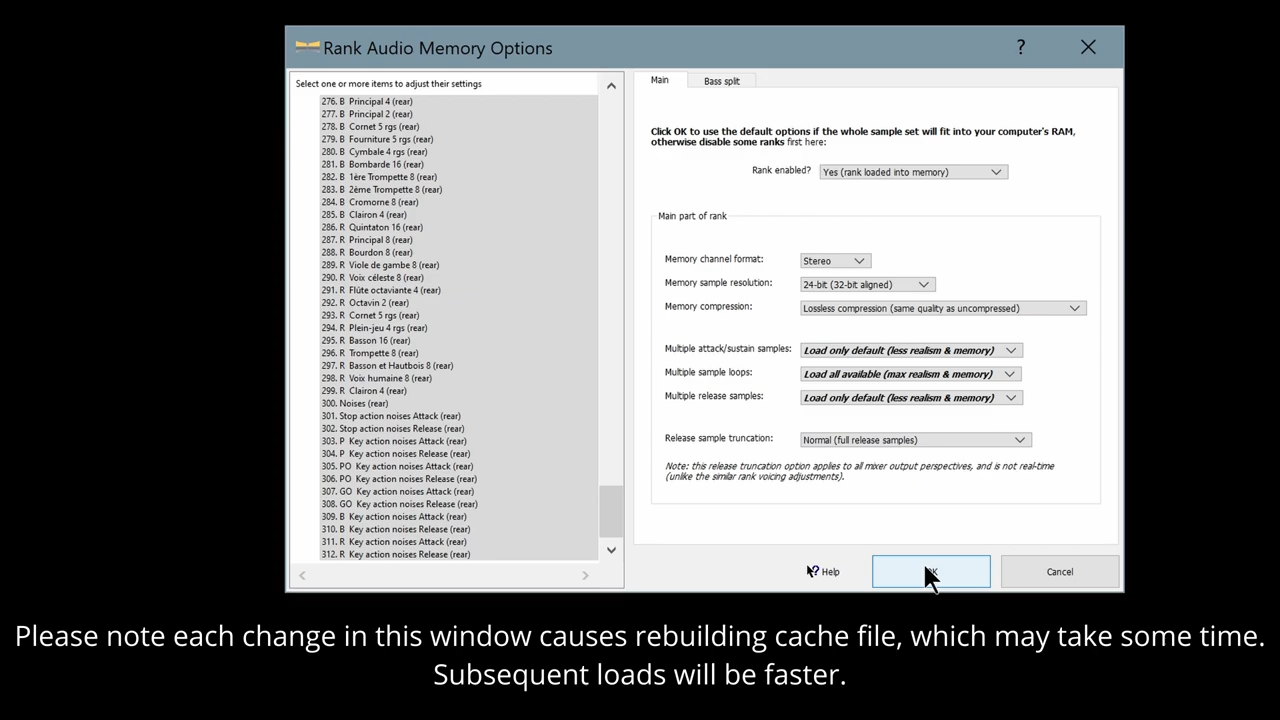 Rank Audio Memory Options
?
Select one or more items to adjust their settings
276. B Principal 4 (rear)
277. B Principal 2 (rear)
278. B Cornet 5 rgs (rear)
279. B Fourniture 5 rgs (rear)
280. B Cymbale 4 rgs (rear)
281. B Bombarde 16 (rear)
282. B 1ère Trompette 8 (rear)
283. B 2ème Trompette 8 (rear)
284. B Cromorne 8 (rear)
285. B Clairon 4 (rear)
286. R Quintaton 16 (rear)
287. R Principal 8 (rear)
288. R Bourdon 8 (rear)
289. R Viole de gambe 8 (rear)
290. R Voix céleste 8 (rear)
291. R Flûte octaviante 4 (rear)
292. R Octavin 2 (rear)
293. R Cornet 5 rgs (rear)
294. R Plein-jeu 4 rgs (rear)
295. R Basson 16 (rear)
296. R Trompette 8 (rear)
297. R Basson et Hautbois 8 (rear)
298. R Voix humaine 8 (rear)
299. R Clairon 4 (rear)
300. Noises (rear)
301. Stop action noises Attack (rear)
302. Stop action noises Release (rear)
303. P Key action noises Attack (rear)
304. P Key action noises Release (rear)
305. PO Key action noises Attack (rear)
306. PO Key action noises Release (rear)
307. GO Key action noises Attack (rear)
308. GO Key action noises Release (rear)
309. B Key action noises Attack (rear)
310. B Key action noises Release (rear)
311. R Key action noises Attack (rear)
312. R Key action noises Release (rear)
Main Bass split
Click OK to use the default options if the whole sample set will fit into your computer's RAM,
otherwise disable some ranks first here:
Rank enabled? Yes (rank loaded into memory)
Main part of rank
Memory channel format: Stereo
Memory sample resolution: 24-bit (32-bit aligned)
Memory compression: Lossless compression (same quality as uncompressed)
Multiple attack/sustain samples: Load only default (less realism & memory)
Multiple sample loops: Load all available (max realism & memory)
Multiple release samples: Load only default (less realism & memory)
Release sample truncation: Normal (full release samples)
Note: this release truncation option applies to all mixer output perspectives, and is not real-time
(unlike the similar rank voicing adjustments).
Help Cancel
Please note each change in this window causes rebuilding cache file, which may take some time.
Subsequent loads will be faster.